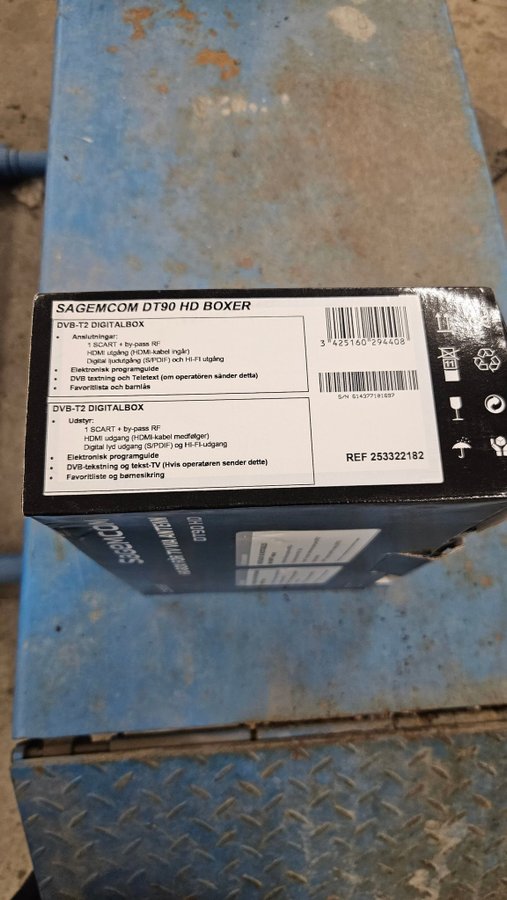 SAGEMCOM DT90 HD BOXER
DVB-T2 DIGITALBOX
• Anslutningar:
1 SCART + by-pass RF
HDMI utgång (HDMI-kabel ingår)
Digital ljudutgång (S/PDIF) och HI-FI utgång
• Elektronisk programguide
• DVB textning och Teletext (om operatören sänder detta)
• Favoritlista och barnlås
DVB-T2 DIGITALBOX
• Udstyr:
1 SCART + by-pass RF
HDMI udgang (HDMI-kabel medfølger)
Digital lyd udgang (S/PDIF) og HI-FI-udgang
• Elektronisk programguide
• DVB-tekstning og tekst-TV (Hvis operatøren sender dette)
• Favoritliste og børnesikring
3 425160 294408
S/N 614377101697
REF 253322182
SAGEMCOM
DT90 HD